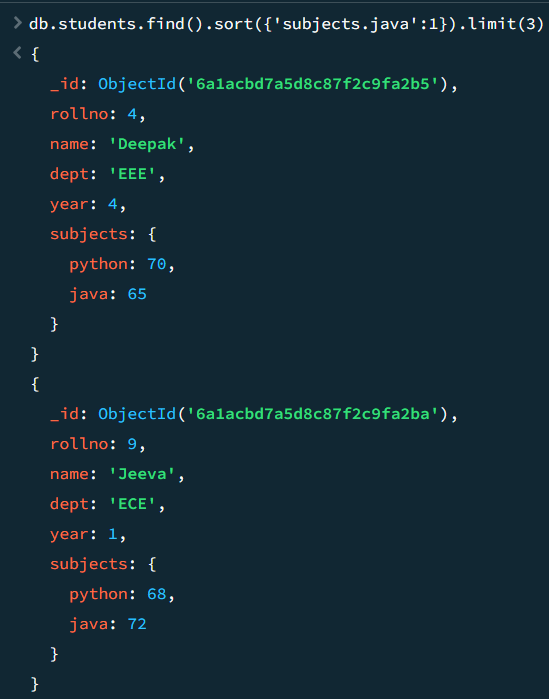 > db.students.find().sort({'subjects.java':1}).limit(3)
< {
_id: ObjectId('6a1acbd7a5d8c87f2c9fa2b5'),
rollno: 4,
name: 'Deepak',
dept: 'EEE',
year: 4,
subjects: {
python: 70,
java: 65
}
}
{
_id: ObjectId('6a1acbd7a5d8c87f2c9fa2ba'),
rollno: 9,
name: 'Jeeva',
dept: 'ECE',
year: 1,
subjects: {
python: 68,
java: 72
}
}